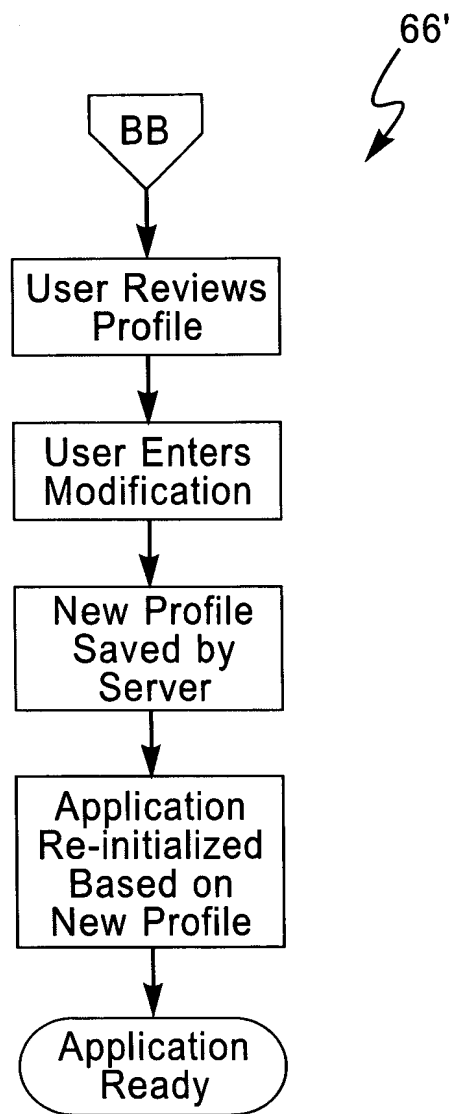 66'
BB
User Reviews
Profile
User Enters
Modification
New Profile
Saved by
Server
Application
Re-initialized
Based on
New Profile
Application
Ready